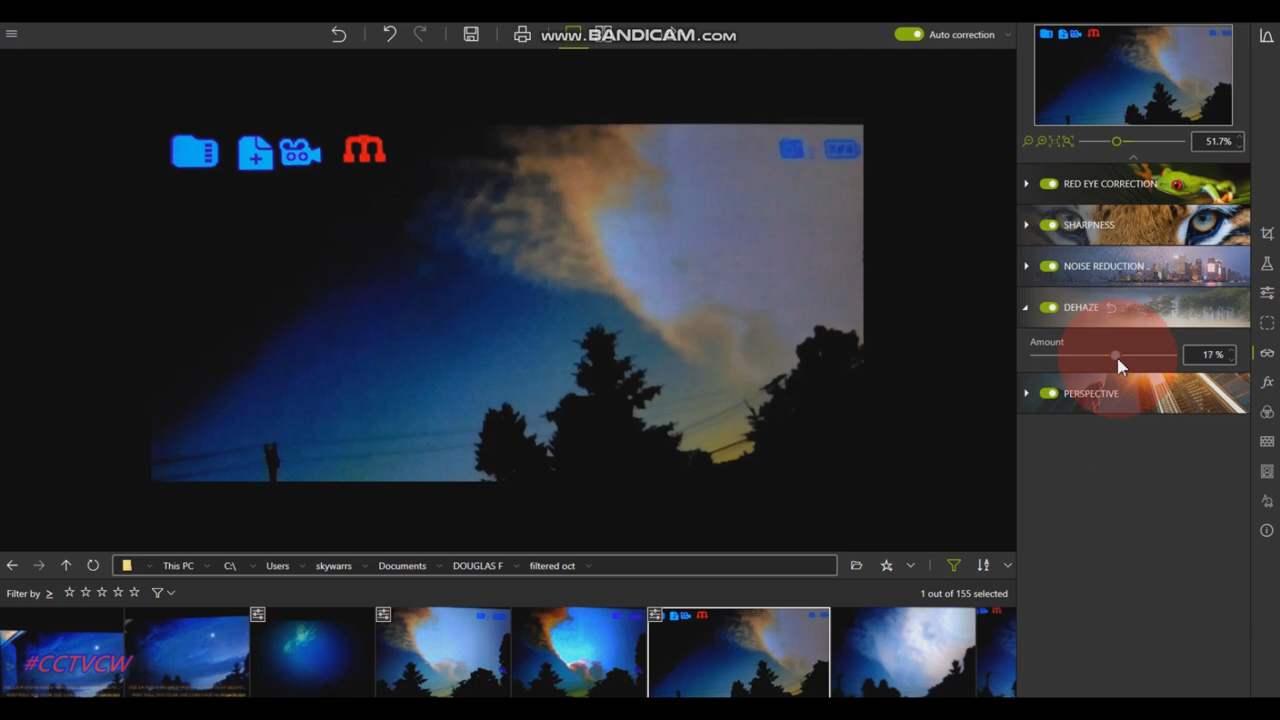 www.BANDICAM.com
Auto correction
51.7%
RED EYE CORRECTION
SHARPNESS
NOISE REDUCTION
DEHAZE
Amount
17 %
PERSPECTIVE
This PC
C:\
Users
skywarrs
Documents
DOUGLAS F
filtered oct
Filter by ≥
1 out of 155 selected
#CCTVCW